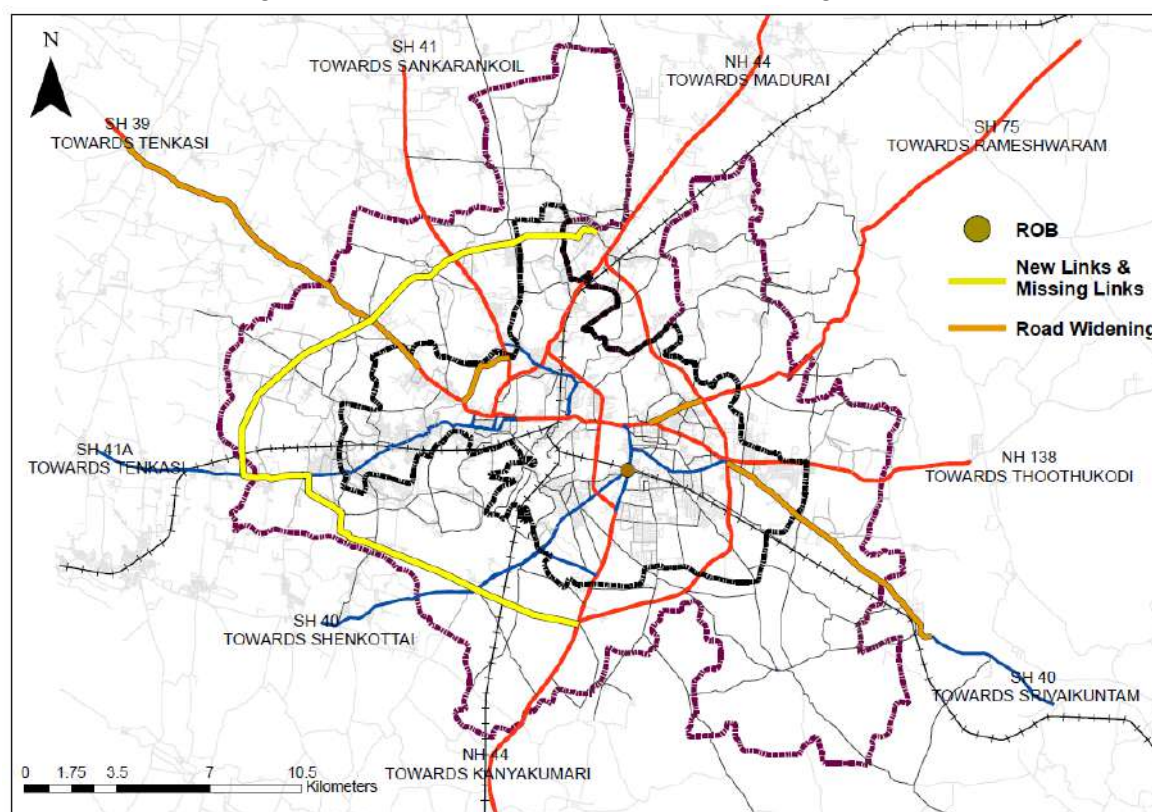 N
SH 41
TOWARDS SANKARANKOIL
NH 44
TOWARDS MADURAI
SH 39
TOWARDS TENKASI
SH 75
TOWARDS RAMESHWARAM
ROB
New Links &
Missing Links
Road Widening
SH 41A
TOWARDS TENKASI
NH 138
TOWARDS THOOTHUKODI
SH 40
TOWARDS SHENKOTTAI
SH 40
TOWARDS SRIVAIKUNTAM
NH 44
TOWARDS KANYAKUMARI
0 1.75 3.5 7 10.5
Kilometers